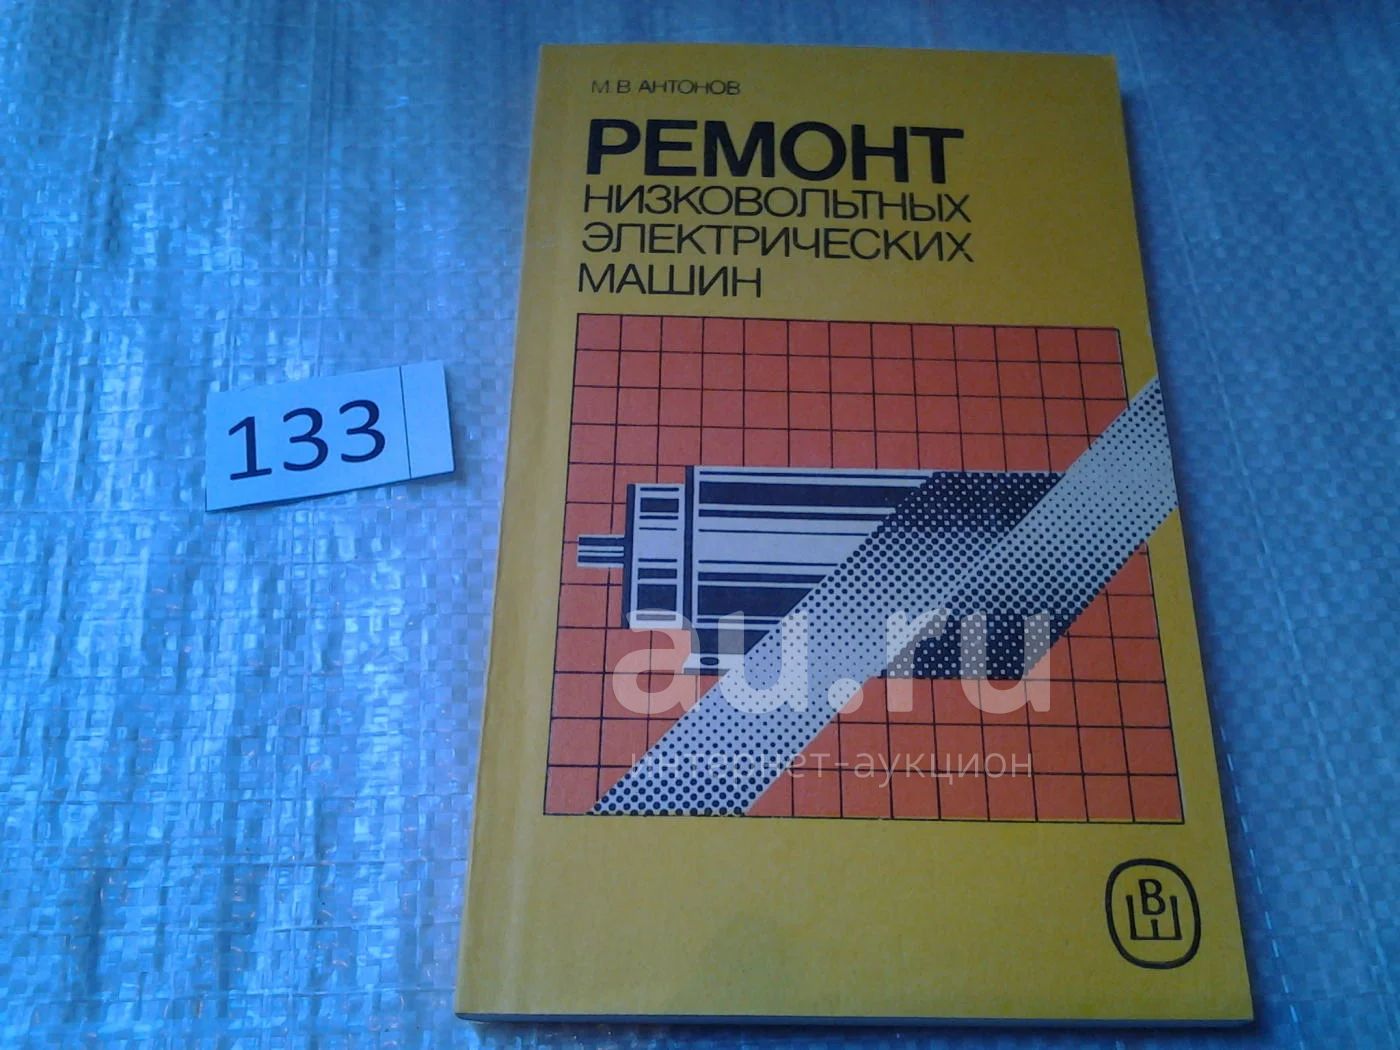 М. В. АНТОНОВ
РЕМОНТ
НИЗКОВОЛЬТНЫХ
ЭЛЕКТРИЧЕСКИХ
МАШИН
133
au.ru
интернет-аукцион
ВШ